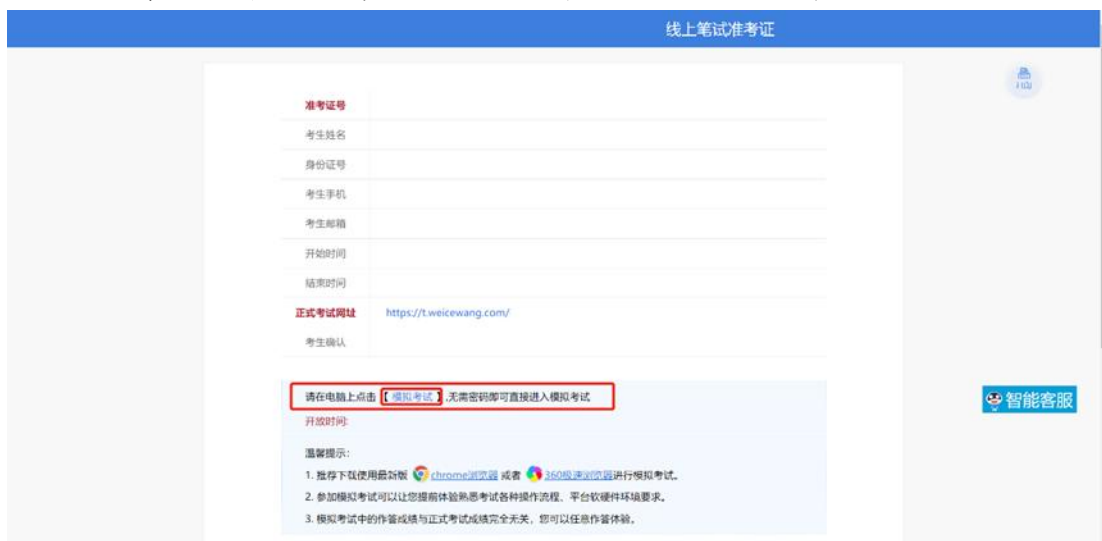 线上笔试准考证
准考证号
考生姓名
身份证号
考生手机
考生邮箱
开始时间
结束时间
正式考试网址 https://t.weicewang.com/
考生确认
请在电脑上点击【 模拟考试 】,无需密码即可直接进入模拟考试
开放时间:
智能客服
温馨提示:
1. 推荐下载使用最新版 chrome浏览器 或者 360极速浏览器进行模拟考试。
2. 参加模拟考试可以让您提前体验熟悉考试各种操作流程、平台软硬件环境要求。
3. 模拟考试中的作答成绩与正式考试成绩完全无关，您可以任意作答体验。